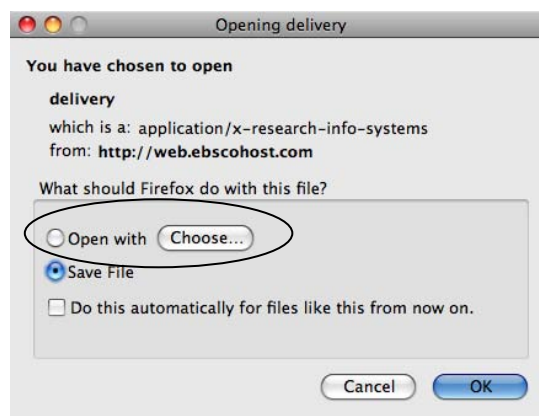 Opening delivery
You have chosen to open
delivery
which is a: application/x-research-info-systems
from: http://web.ebscohost.com
What should Firefox do with this file?
Open with Choose...
Save File
Do this automatically for files like this from now on.
Cancel OK